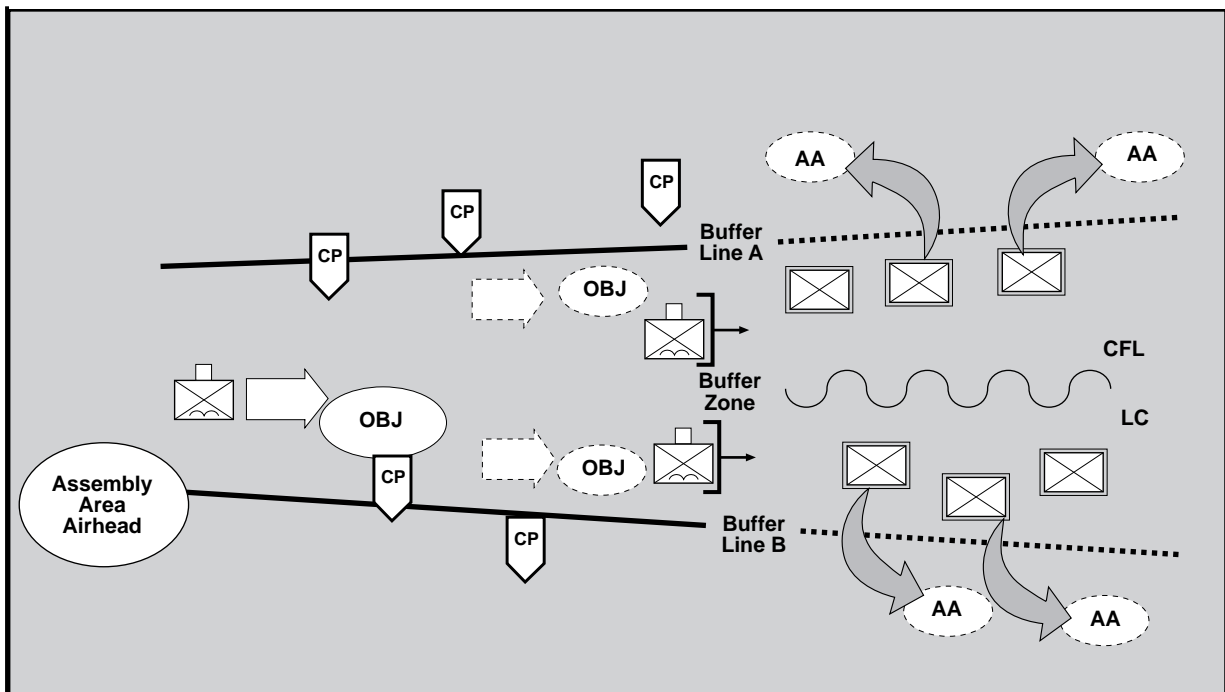 AA
AA
CP
CP
CP
Buffer
Line A
OBJ
CFL
Buffer
Zone
OBJ
LC
CP
OBJ
Assembly
Area
Airhead
Buffer
Line B
CP
AA
AA